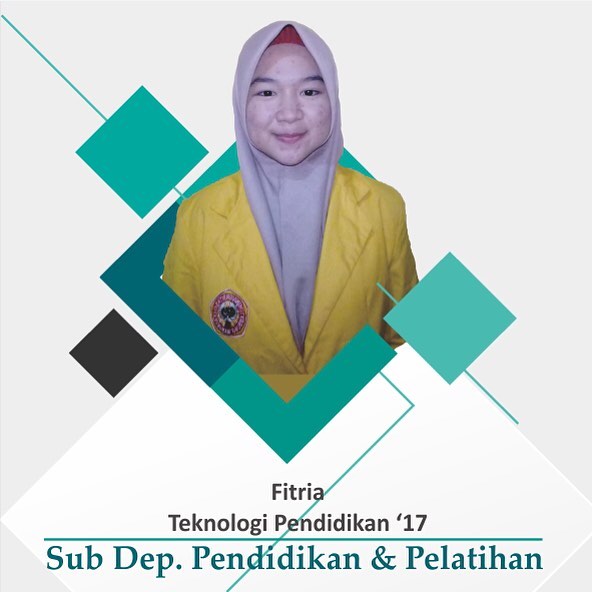 Fitria
Teknologi Pendidikan ‘17
Sub Dep. Pendidikan & Pelatihan